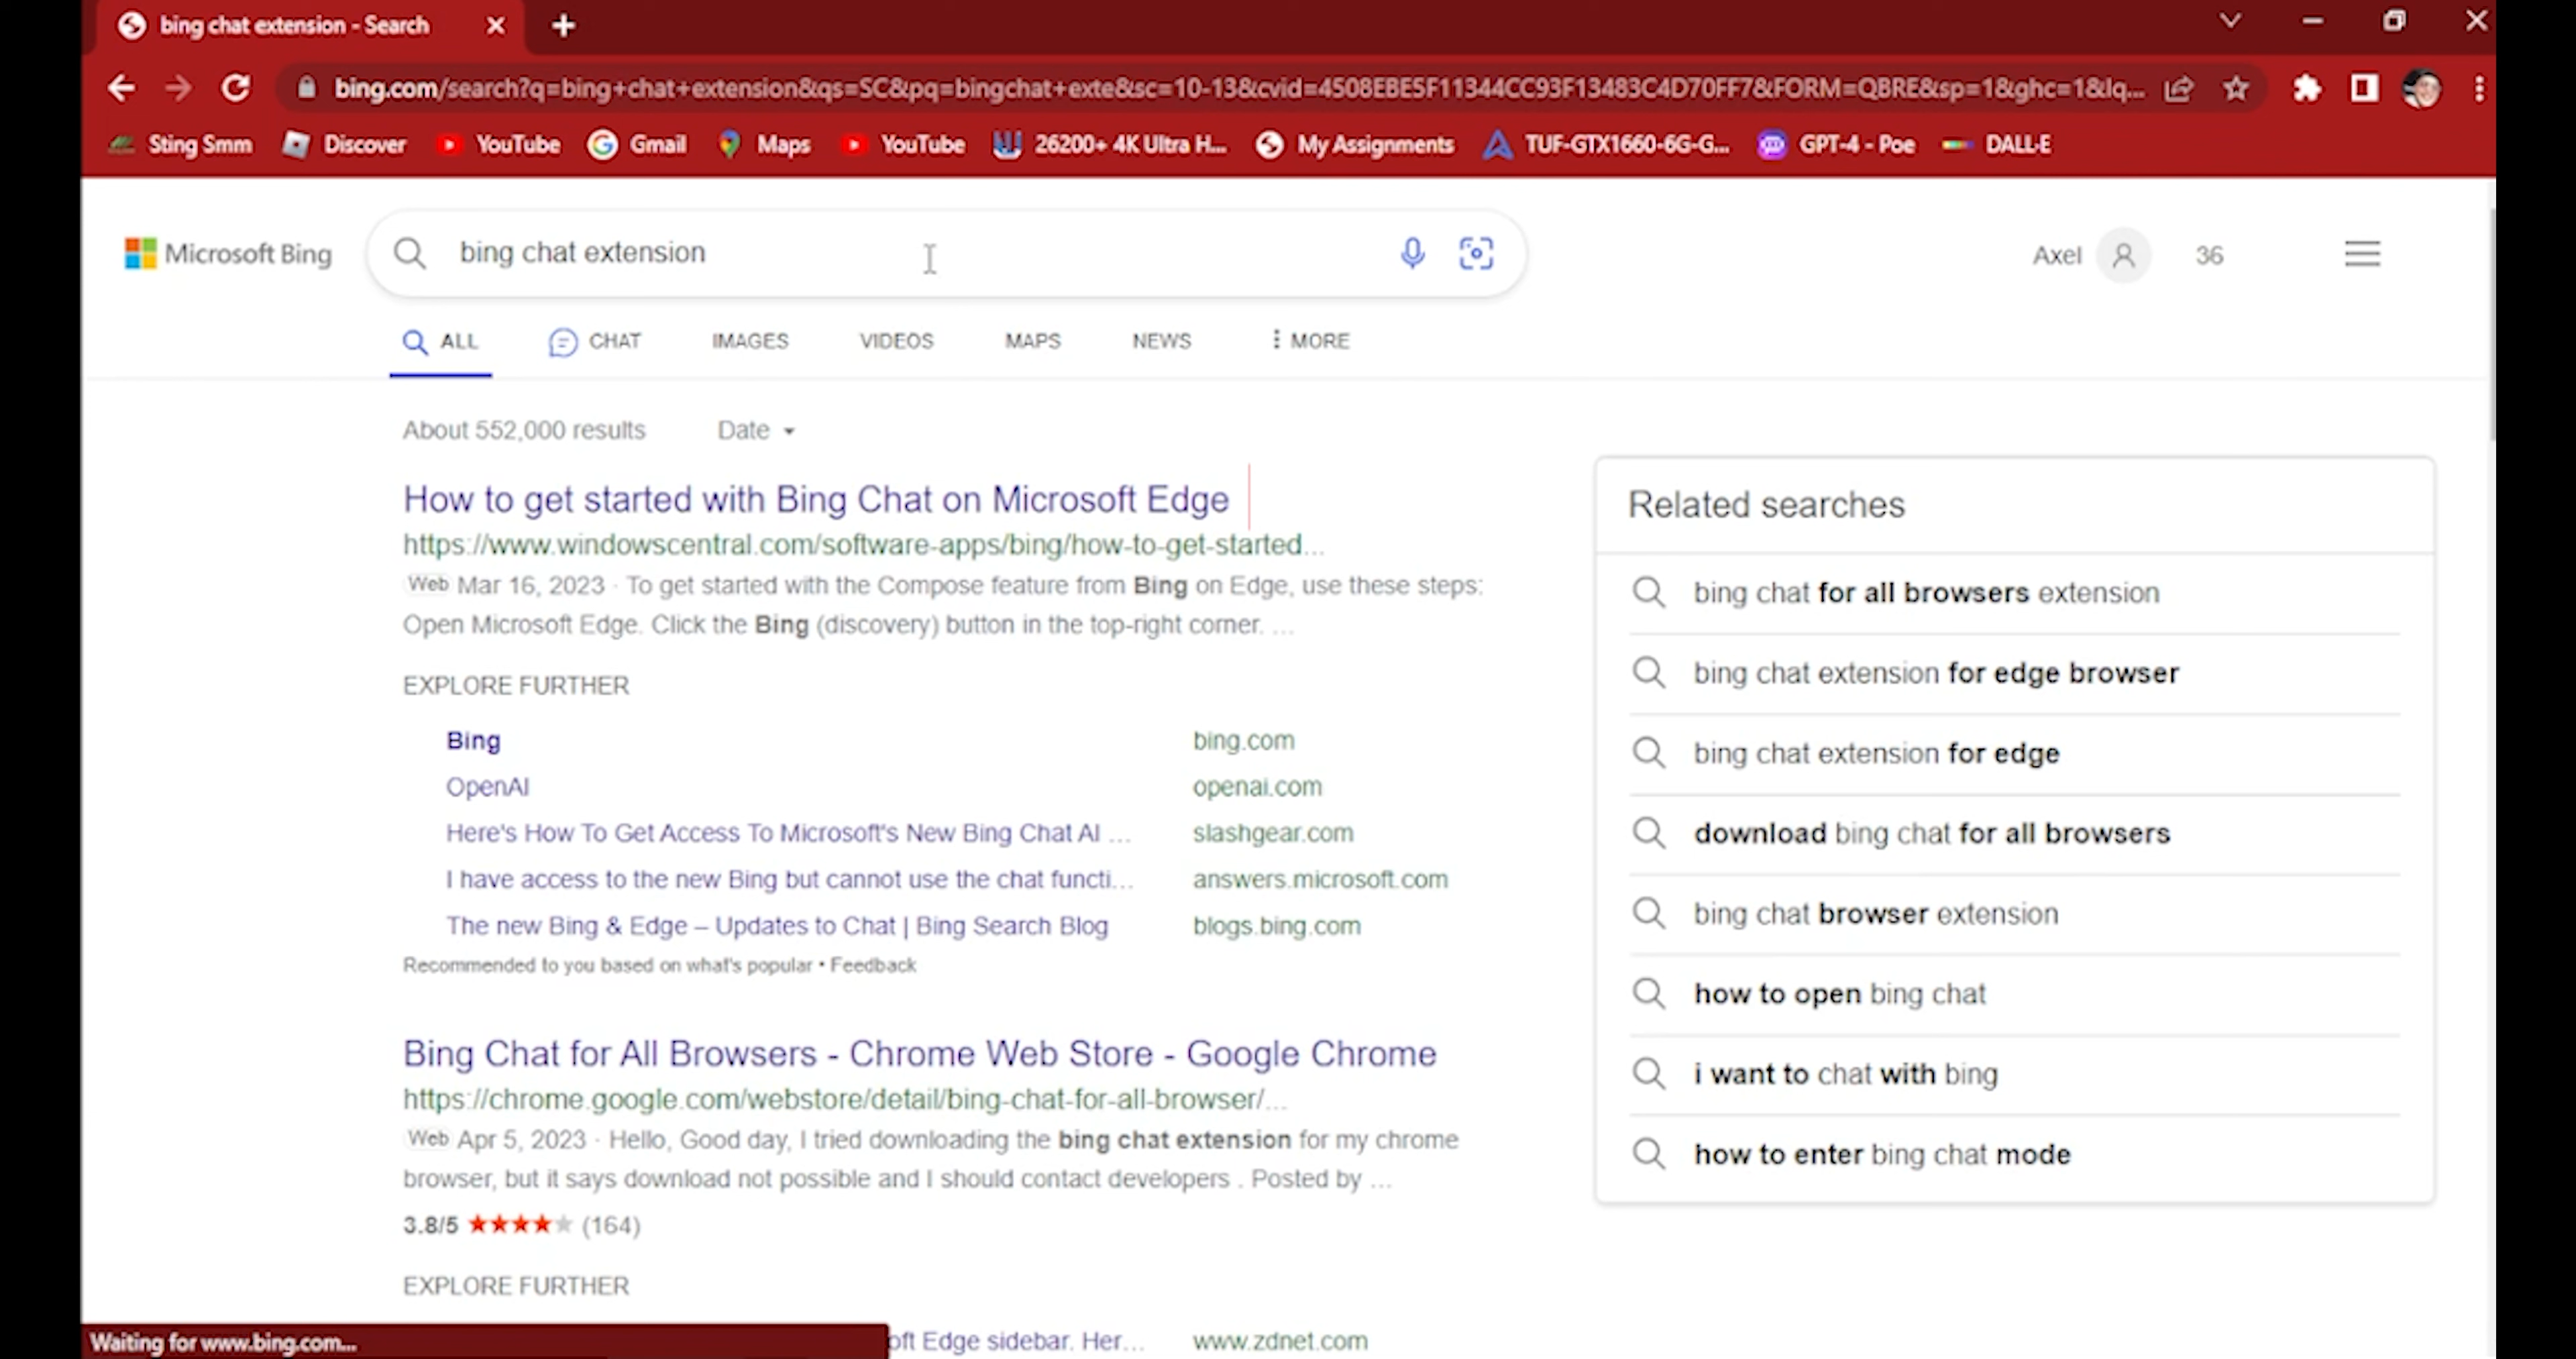 bing chat extension - Search
bing.com/search?q=bing+chat+extension&qs=SC&pq=bingchat+exte&sc=10-13&cvid=4508EBE5F11344CC93F13483C4D70FF7&FORM=QBRE&sp=1&ghc=1&lq...
Sting Smm Discover YouTube Gmail Maps YouTube 26200+ 4K Ultra H... My Assignments TUF-GTX1660-6G-G... GPT-4 - Poe DALL·E
Microsoft Bing
bing chat extension
Axel 36
ALL CHAT IMAGES VIDEOS MAPS NEWS MORE
About 552,000 results Date
How to get started with Bing Chat on Microsoft Edge
https://www.windowscentral.com/software-apps/bing/how-to-get-started...
Web Mar 16, 2023 · To get started with the Compose feature from Bing on Edge, use these steps:
Open Microsoft Edge. Click the Bing (discovery) button in the top-right corner. ...
EXPLORE FURTHER
Bing bing.com
OpenAI openai.com
Here's How To Get Access To Microsoft's New Bing Chat AI ... slashgear.com
I have access to the new Bing but cannot use the chat functi... answers.microsoft.com
The new Bing & Edge – Updates to Chat | Bing Search Blog blogs.bing.com
Recommended to you based on what's popular • Feedback
Bing Chat for All Browsers - Chrome Web Store - Google Chrome
https://chrome.google.com/webstore/detail/bing-chat-for-all-browser/...
Web Apr 5, 2023 · Hello, Good day, I tried downloading the bing chat extension for my chrome
browser, but it says download not possible and I should contact developers . Posted by ...
3.8/5 (164)
EXPLORE FURTHER
oft Edge sidebar. Her... www.zdnet.com
Waiting for www.bing.com...
Related searches
bing chat for all browsers extension
bing chat extension for edge browser
bing chat extension for edge
download bing chat for all browsers
bing chat browser extension
how to open bing chat
i want to chat with bing
how to enter bing chat mode